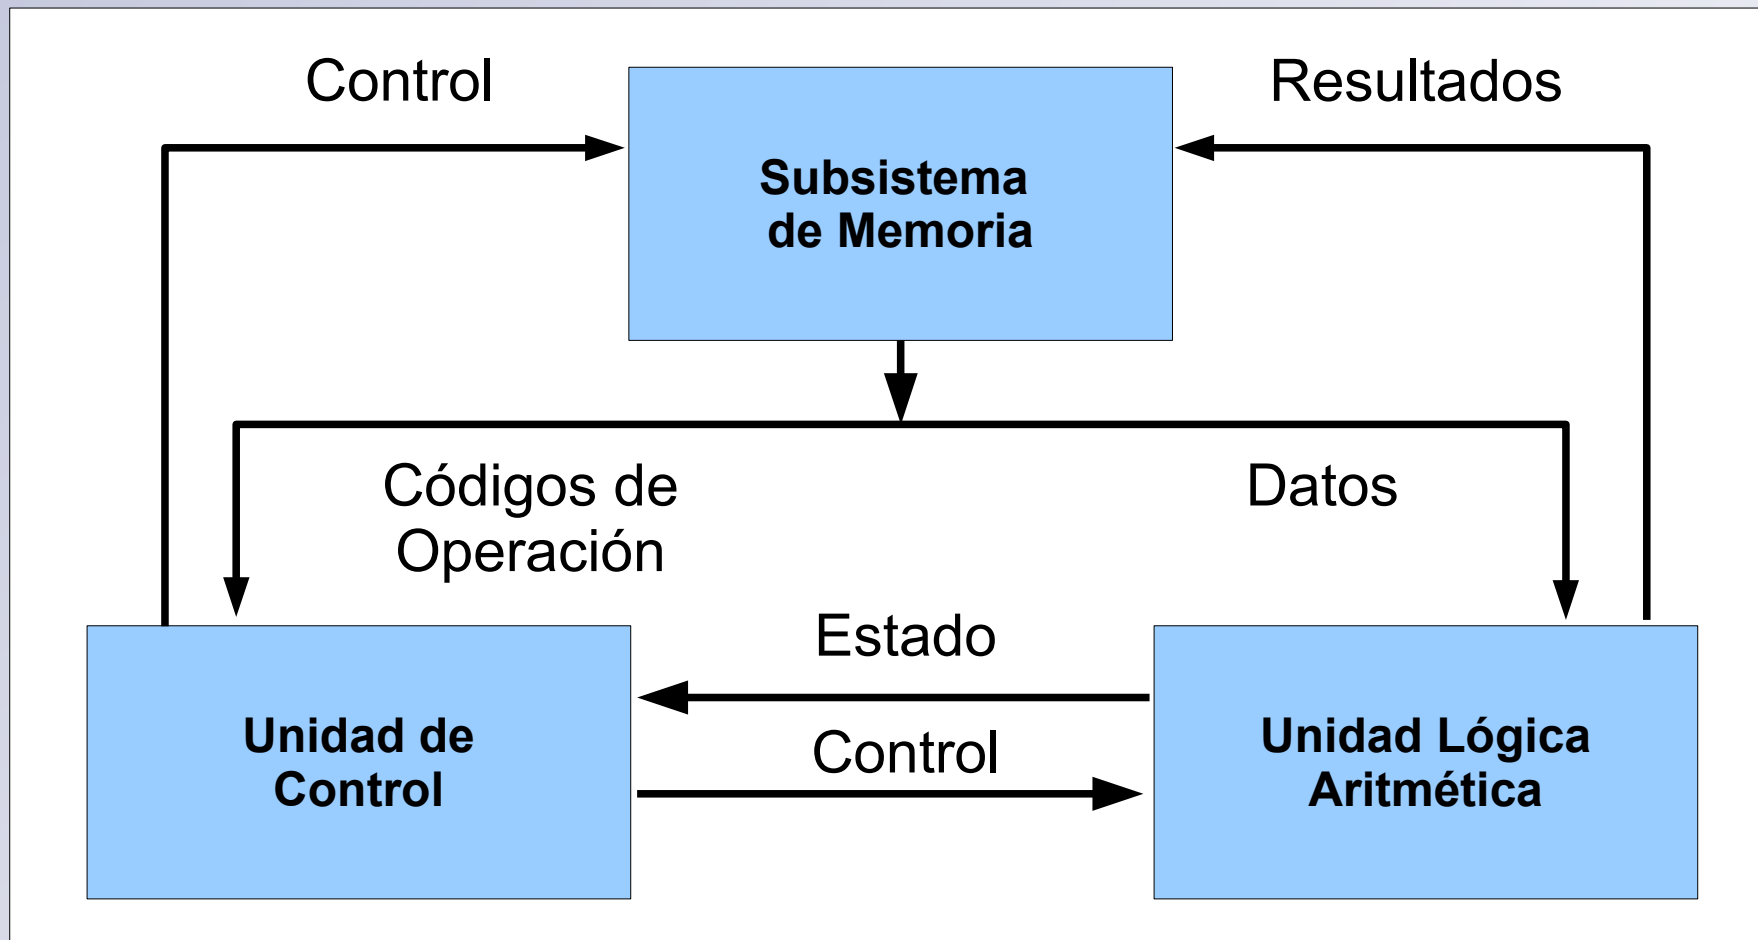 Control
Resultados
Subsistema
de Memoria
Códigos de
Operación
Datos
Estado
Control
Unidad de
Control
Unidad Lógica
Aritmética